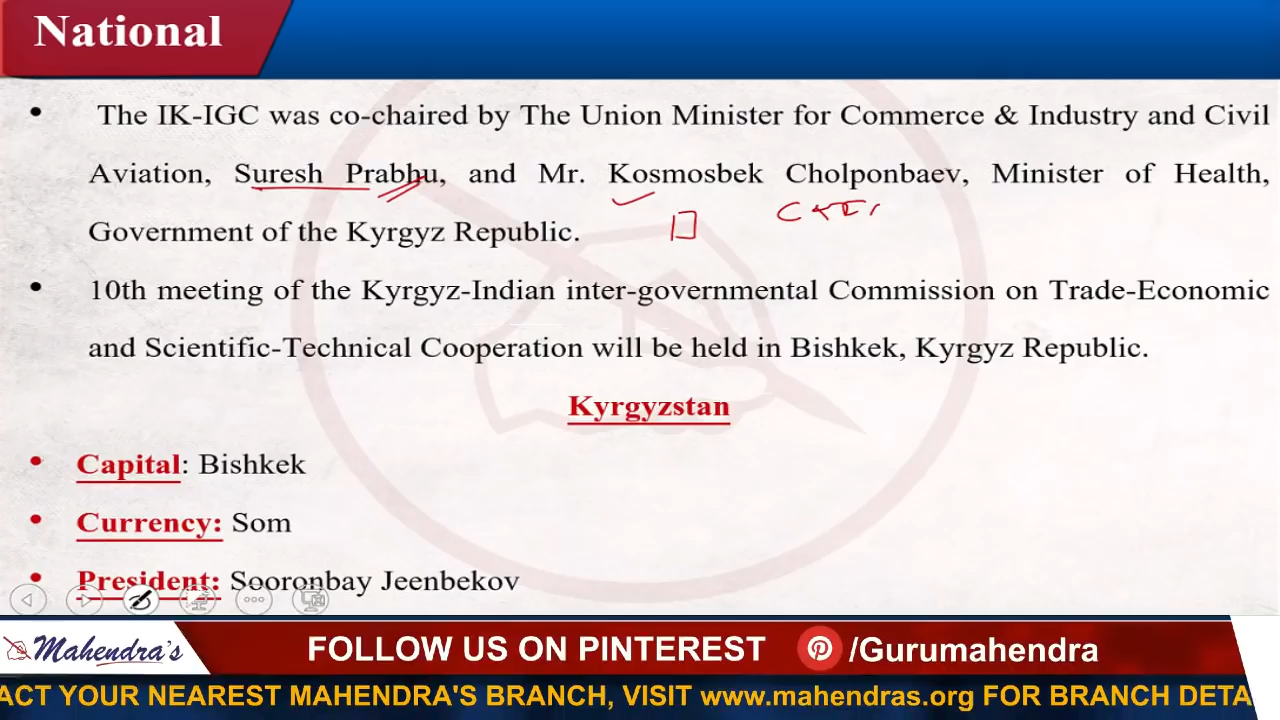 National
• The IK-IGC was co-chaired by The Union Minister for Commerce & Industry and Civil
Aviation, Suresh Prabhu, and Mr. Kosmosbek Cholponbaev, Minister of Health,
Government of the Kyrgyz Republic.
• 10th meeting of the Kyrgyz-Indian inter-governmental Commission on Trade-Economic
and Scientific-Technical Cooperation will be held in Bishkek, Kyrgyz Republic.
Kyrgyzstan
• Capital: Bishkek
• Currency: Som
• President: Sooronbay Jeenbekov
Mahendra's
FOLLOW US ON PINTEREST /Gurumahendra
ACT YOUR NEAREST MAHENDRA'S BRANCH, VISIT www.mahendras.org FOR BRANCH DETA